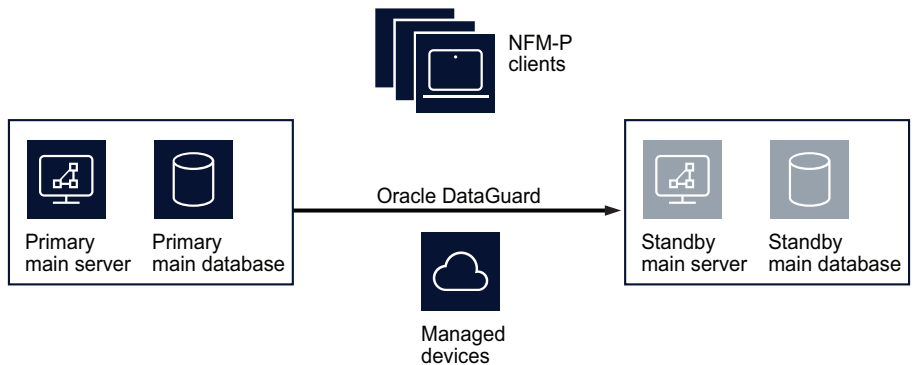 NFM-P
clients
Oracle DataGuard
Primary
main server
Primary
main database
Standby
main server
Standby
main database
Managed
devices